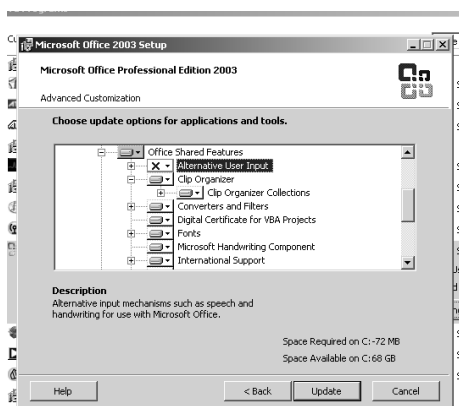 Microsoft Office 2003 Setup
Microsoft Office Professional Edition 2003
Advanced Customization
Choose update options for applications and tools.
Office Shared Features
Alternative User Input
Clip Organizer
Clip Organizer Collections
Converters and Filters
Digital Certificate for VBA Projects
Fonts
Microsoft Handwriting Component
International Support
Description
Alternative input mechanisms such as speech and
handwriting for use with Microsoft Office.
Space Required on C:-72 MB
Space Available on C:68 GB
Help < Back Update Cancel